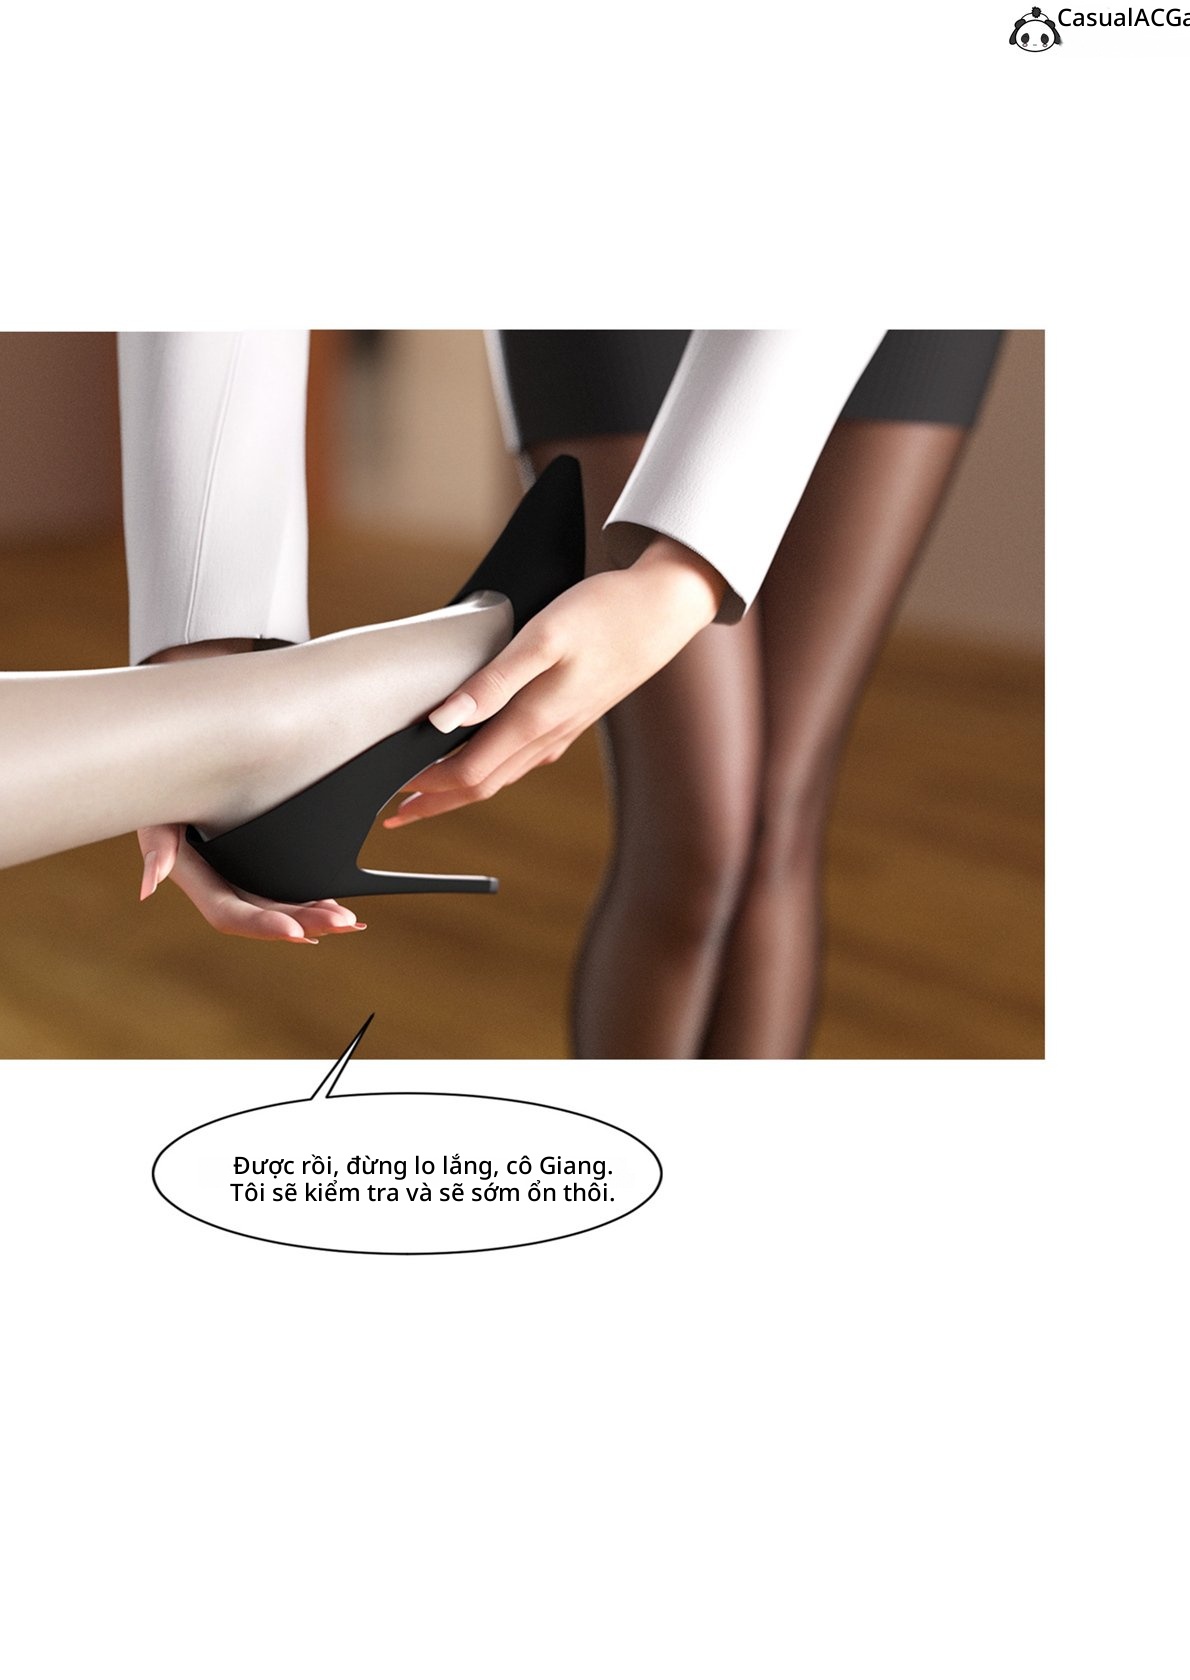 CasualACGa
Được rồi, đừng lo lắng, cô Giang.
Tôi sẽ kiểm tra và sẽ sớm ổn thôi.